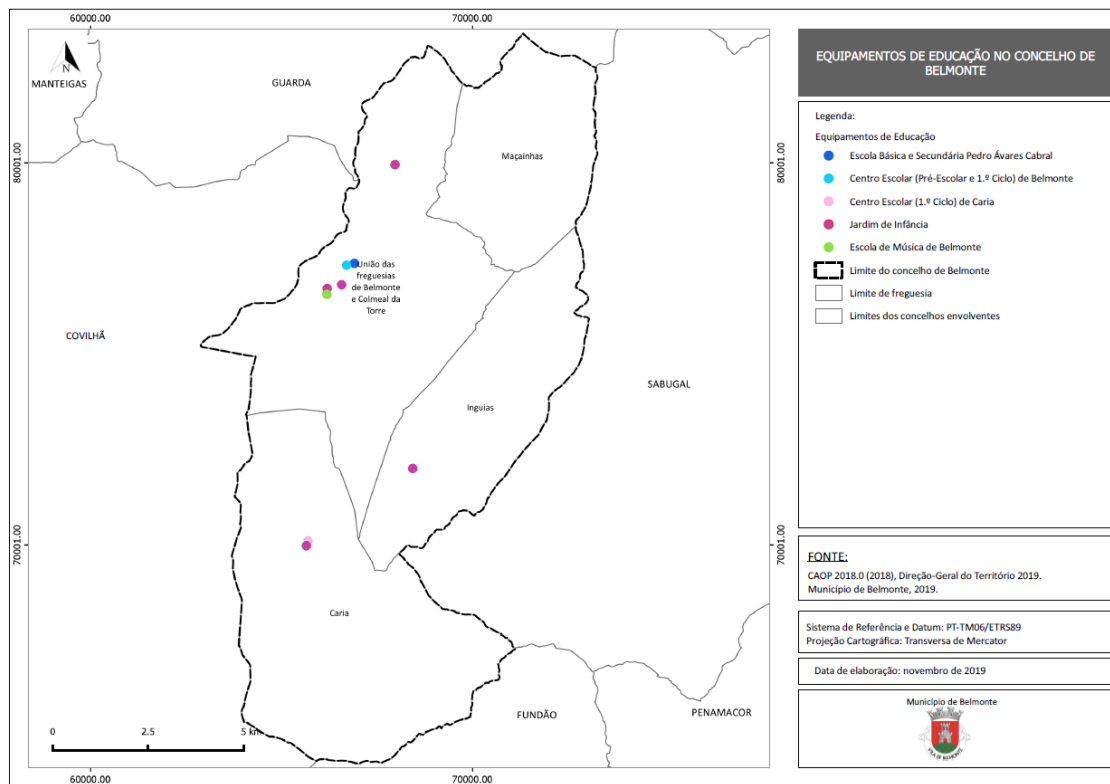 60000.00
70000.00
N
MANTEIGAS
GUARDA
Maçainhas
80001.00
80001.00
União das
freguesias
de Belmonte
e Colmeal da
Torre
COVILHÃ
SABUGAL
Inguias
70001.00
70001.00
Caria
FUNDÃO
PENAMACOR
0
2.5
5 km
60000.00
70000.00
EQUIPAMENTOS DE EDUCAÇÃO NO CONCELHO DE
BELMONTE
Legenda:
Equipamentos de Educação
Escola Básica e Secundária Pedro Ávares Cabral
Centro Escolar (Pré-Escolar e 1.º Ciclo) de Belmonte
Centro Escolar (1.º Ciclo) de Caria
Jardim de Infância
Escola de Música de Belmonte
Limite do concelho de Belmonte
Limite de freguesia
Limites dos concelhos envolventes
FONTE:
CAOP 2018.0 (2018), Direção-Geral do Território 2019.
Município de Belmonte, 2019.
Sistema de Referência e Datum: PT-TM06/ETRS89
Projeção Cartográfica: Transversa de Mercator
Data de elaboração: novembro de 2019
Município de Belmonte
VILA DE BELMONTE